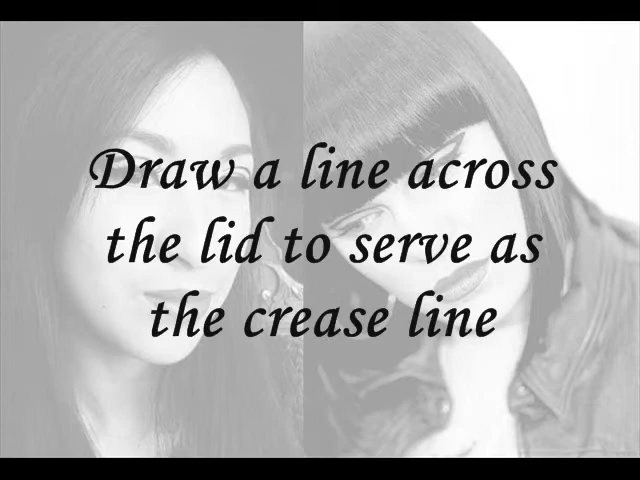 Draw a line across
the lid to serve as
the crease line